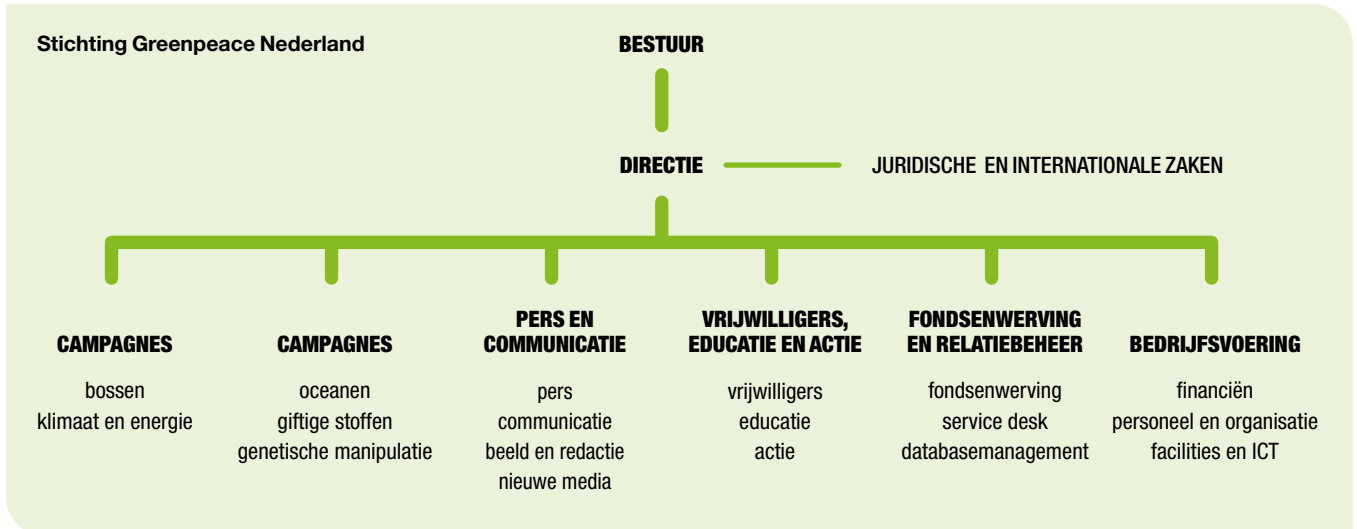 Stichting Greenpeace Nederland
BESTUUR
DIRECTIE
JURIDISCHE EN INTERNATIONALE ZAKEN
CAMPAGNES
bossen
klimaat en energie
CAMPAGNES
oceanen
giftige stoffen
genetische manipulatie
PERS EN
COMMUNICATIE
pers
communicatie
beeld en redactie
nieuwe media
VRIJWILLIGERS,
EDUCATIE EN ACTIE
vrijwilligers
educatie
actie
FONDSENWERVING
EN RELATIEBEHEER
fondsenwerving
service desk
databasemanagement
BEDRIJFSVOERING
financiën
personeel en organisatie
facilities en ICT